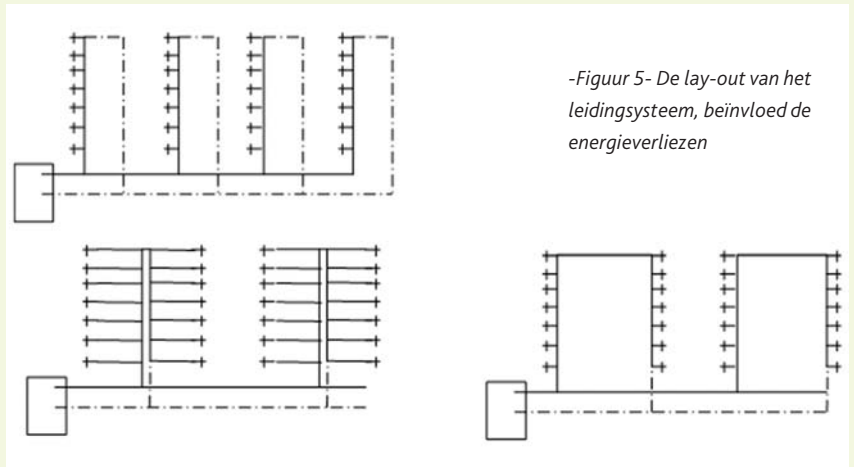 -Figuur 5- De lay-out van het
leidingsysteem, beïnvloed de
energieverliezen